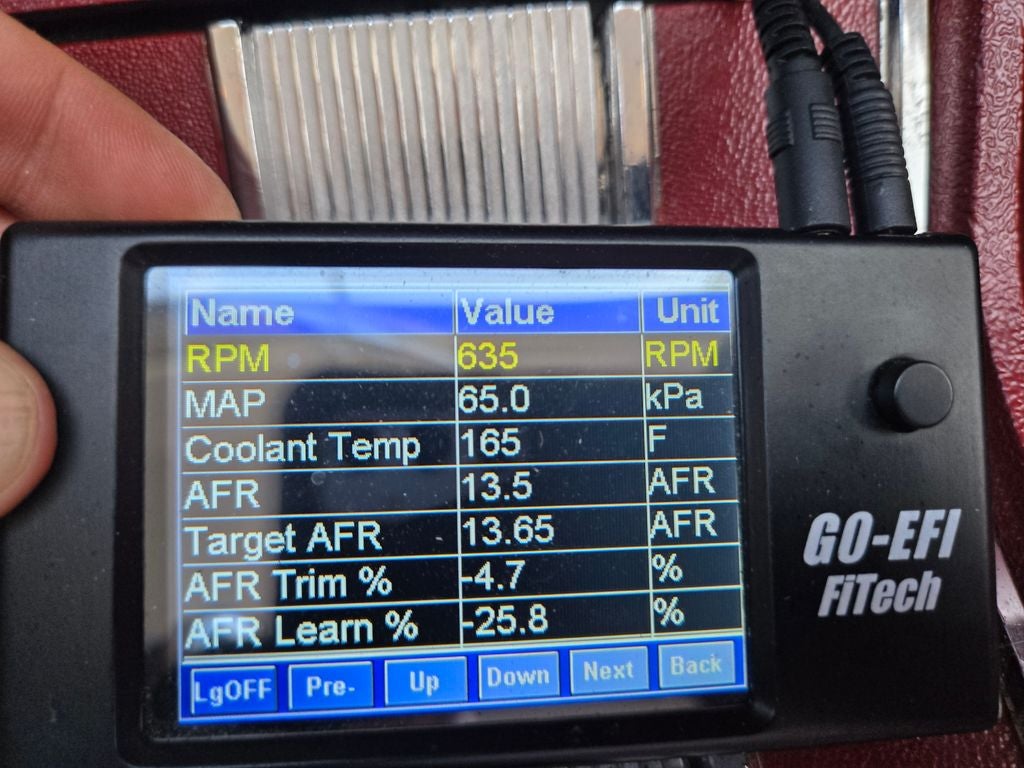 Name Value Unit
RPM 635 RPM
MAP 65.0 kPa
Coolant Temp 165 F
AFR 13.5 AFR
Target AFR 13.65 AFR
AFR Trim % -4.7 %
AFR Learn % -25.8 %
LgOFF Pre- Up Down Next Back
GO-EFI
FiTech